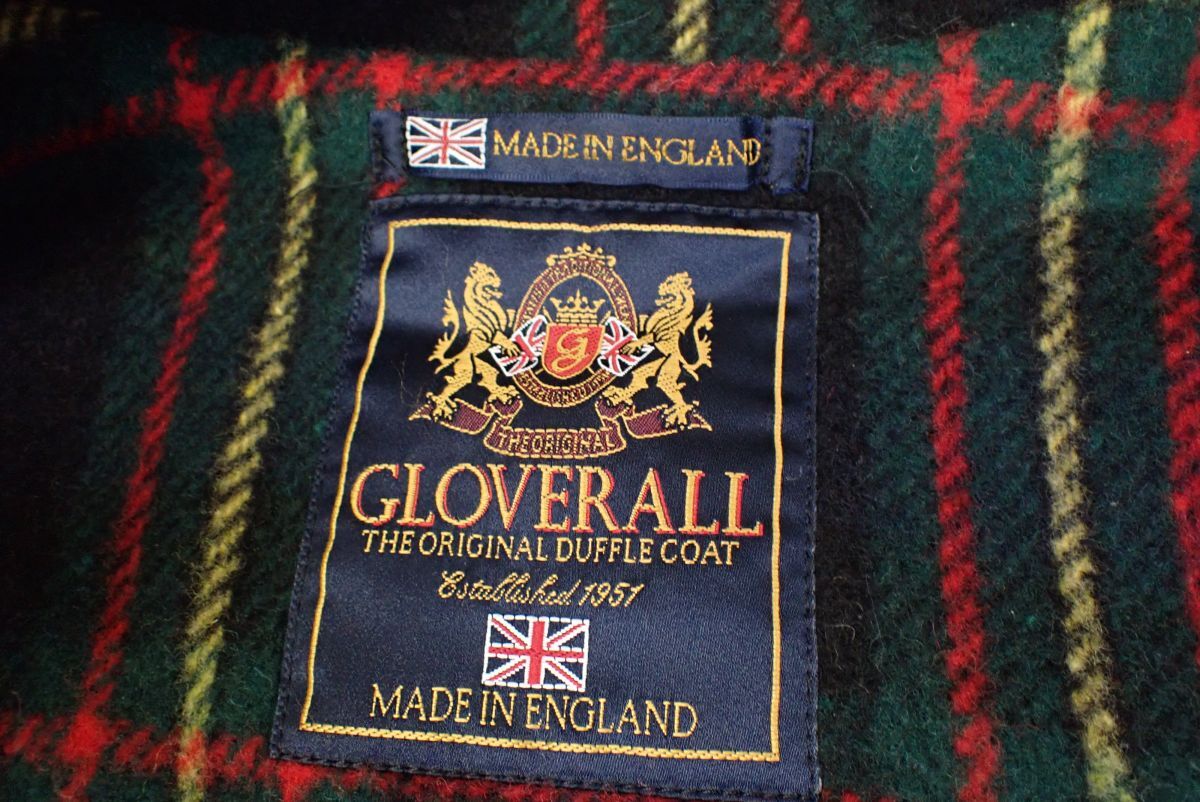 MADE IN ENGLAND
G
THE ORIGINAL
GLOVERALL
THE ORIGINAL DUFFLE COAT
Established 1951
MADE IN ENGLAND